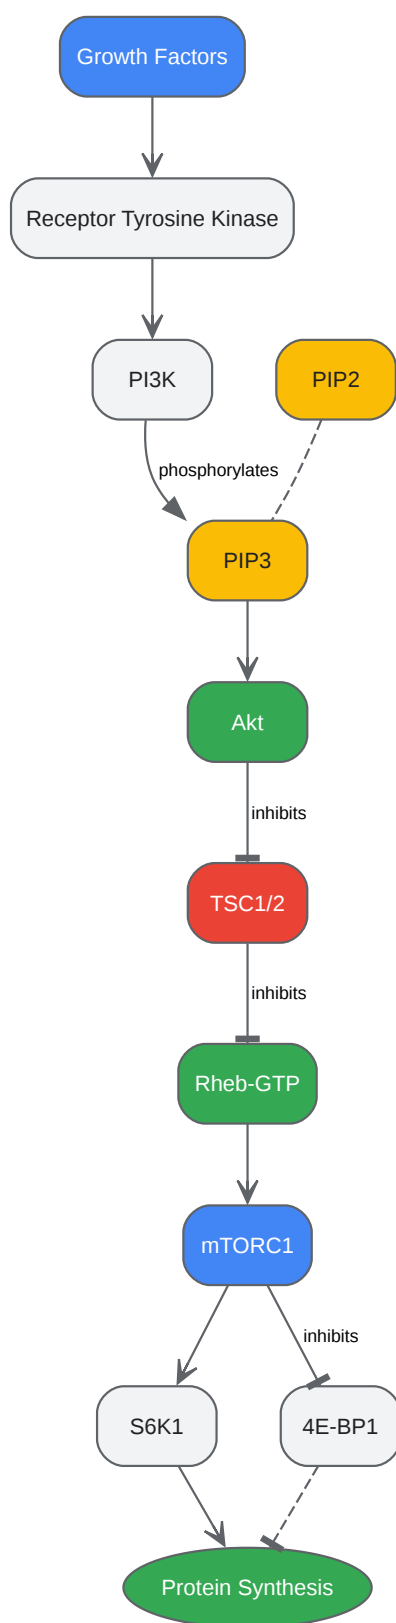 Growth Factors
Receptor Tyrosine Kinase
PI3K
PIP2
phosphorylates
PIP3
Akt
inhibits
TSC1/2
inhibits
Rheb-GTP
mTORC1
inhibits
S6K1
4E-BP1
Protein Synthesis